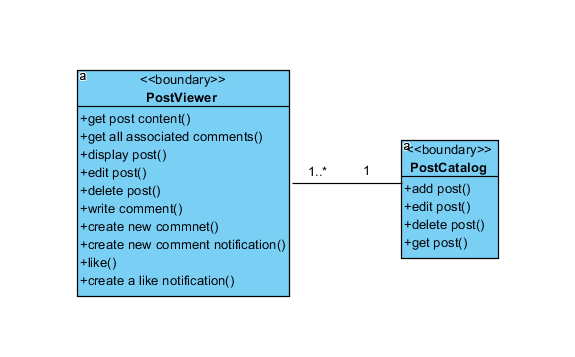 a
<<boundary>>
PostViewer
+get post content()
+get all associated comments()
+display post()
+edit post()
+delete post()
+write comment()
+create new commnet()
+create new comment notification()
+like()
+create a like notification()
1..*
1
a
<<boundary>>
PostCatalog
+add post()
+edit post()
+delete post()
+get post()